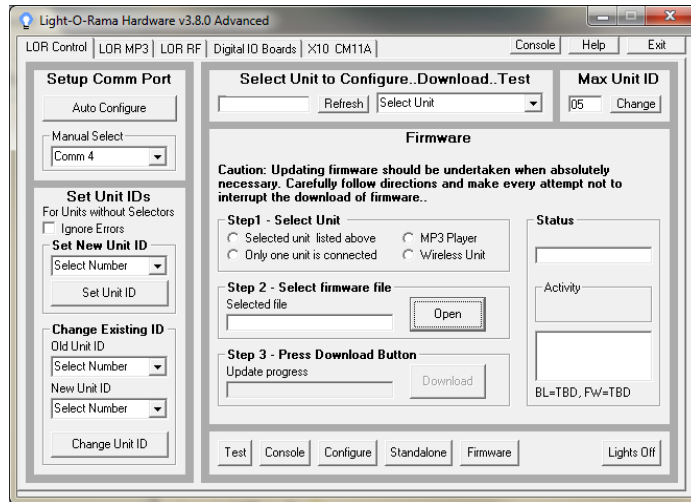 Light-O-Rama Hardware v3.8.0 Advanced
LOR Control LOR MP3 LOR RF Digital IO Boards X10 CM11A Console Help Exit
Setup Comm Port
Auto Configure
Manual Select
Comm 4
Set Unit IDs
For Units without Selectors
Ignore Errors
Set New Unit ID
Select Number
Set Unit ID
Change Existing ID
Old Unit ID
Select Number
New Unit ID
Select Number
Change Unit ID
Select Unit to Configure..Download..Test
Refresh Select Unit
Max Unit ID
05 Change
Firmware
Caution: Updating firmware should be undertaken when absolutely
necessary. Carefully follow directions and make every attempt not to
interrupt the download of firmware..
Step1 - Select Unit
Selected unit listed above MP3 Player
Only one unit is connected Wireless Unit
Step 2 - Select firmware file
Selected file
Open
Step 3 - Press Download Button
Update progress
Download
Status
Activity
BL=TBD, FW=TBD
Test Console Configure Standalone Firmware Lights Off